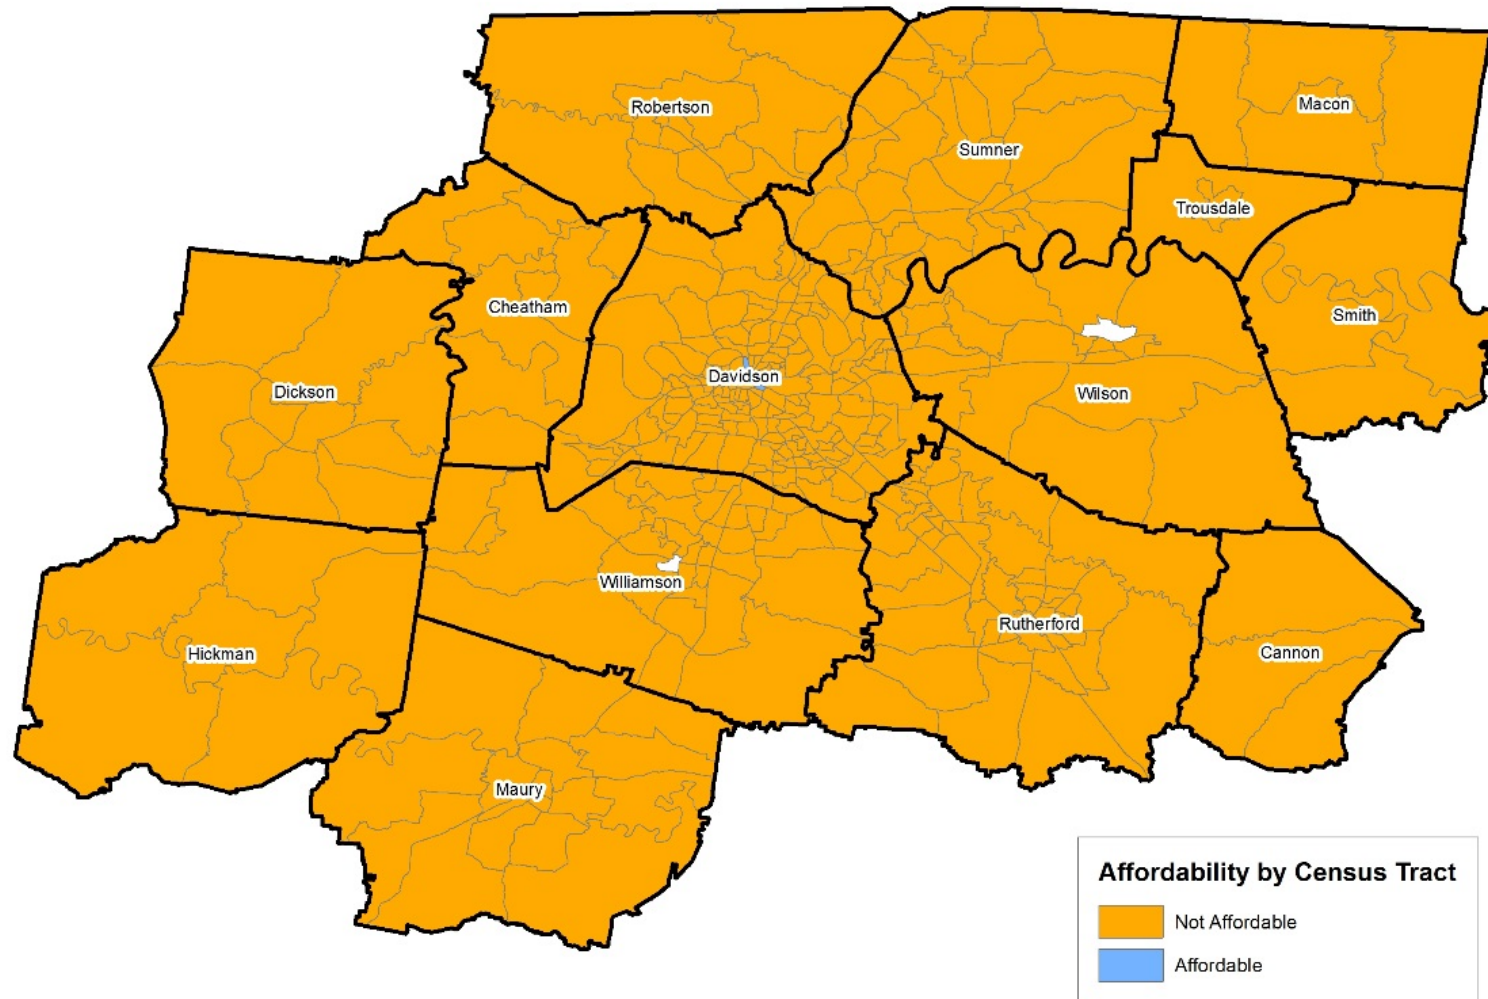 Robertson
Macon
Sumner
Trousdale
Cheatham
Smith
Davidson
Dickson
Wilson
Williamson
Rutherford
Hickman
Cannon
Maury
Affordability by Census Tract
Not Affordable
Affordable